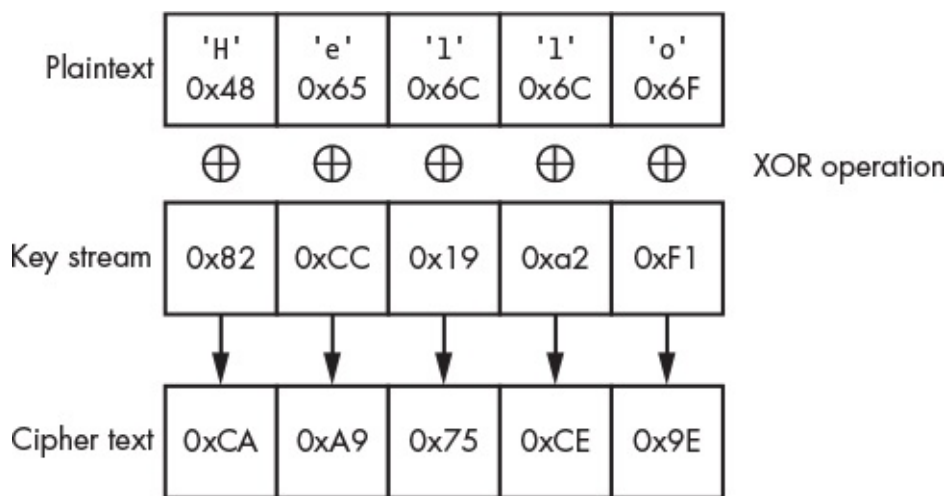 'H' 'e' 'l' 'l' 'o'
Plaintext 0x48 0x65 0x6C 0x6C 0x6F
⊕ ⊕ ⊕ ⊕ ⊕ XOR operation
Key stream 0x82 0xCC 0x19 0xa2 0xF1
Cipher text 0xCA 0xA9 0x75 0xCE 0x9E